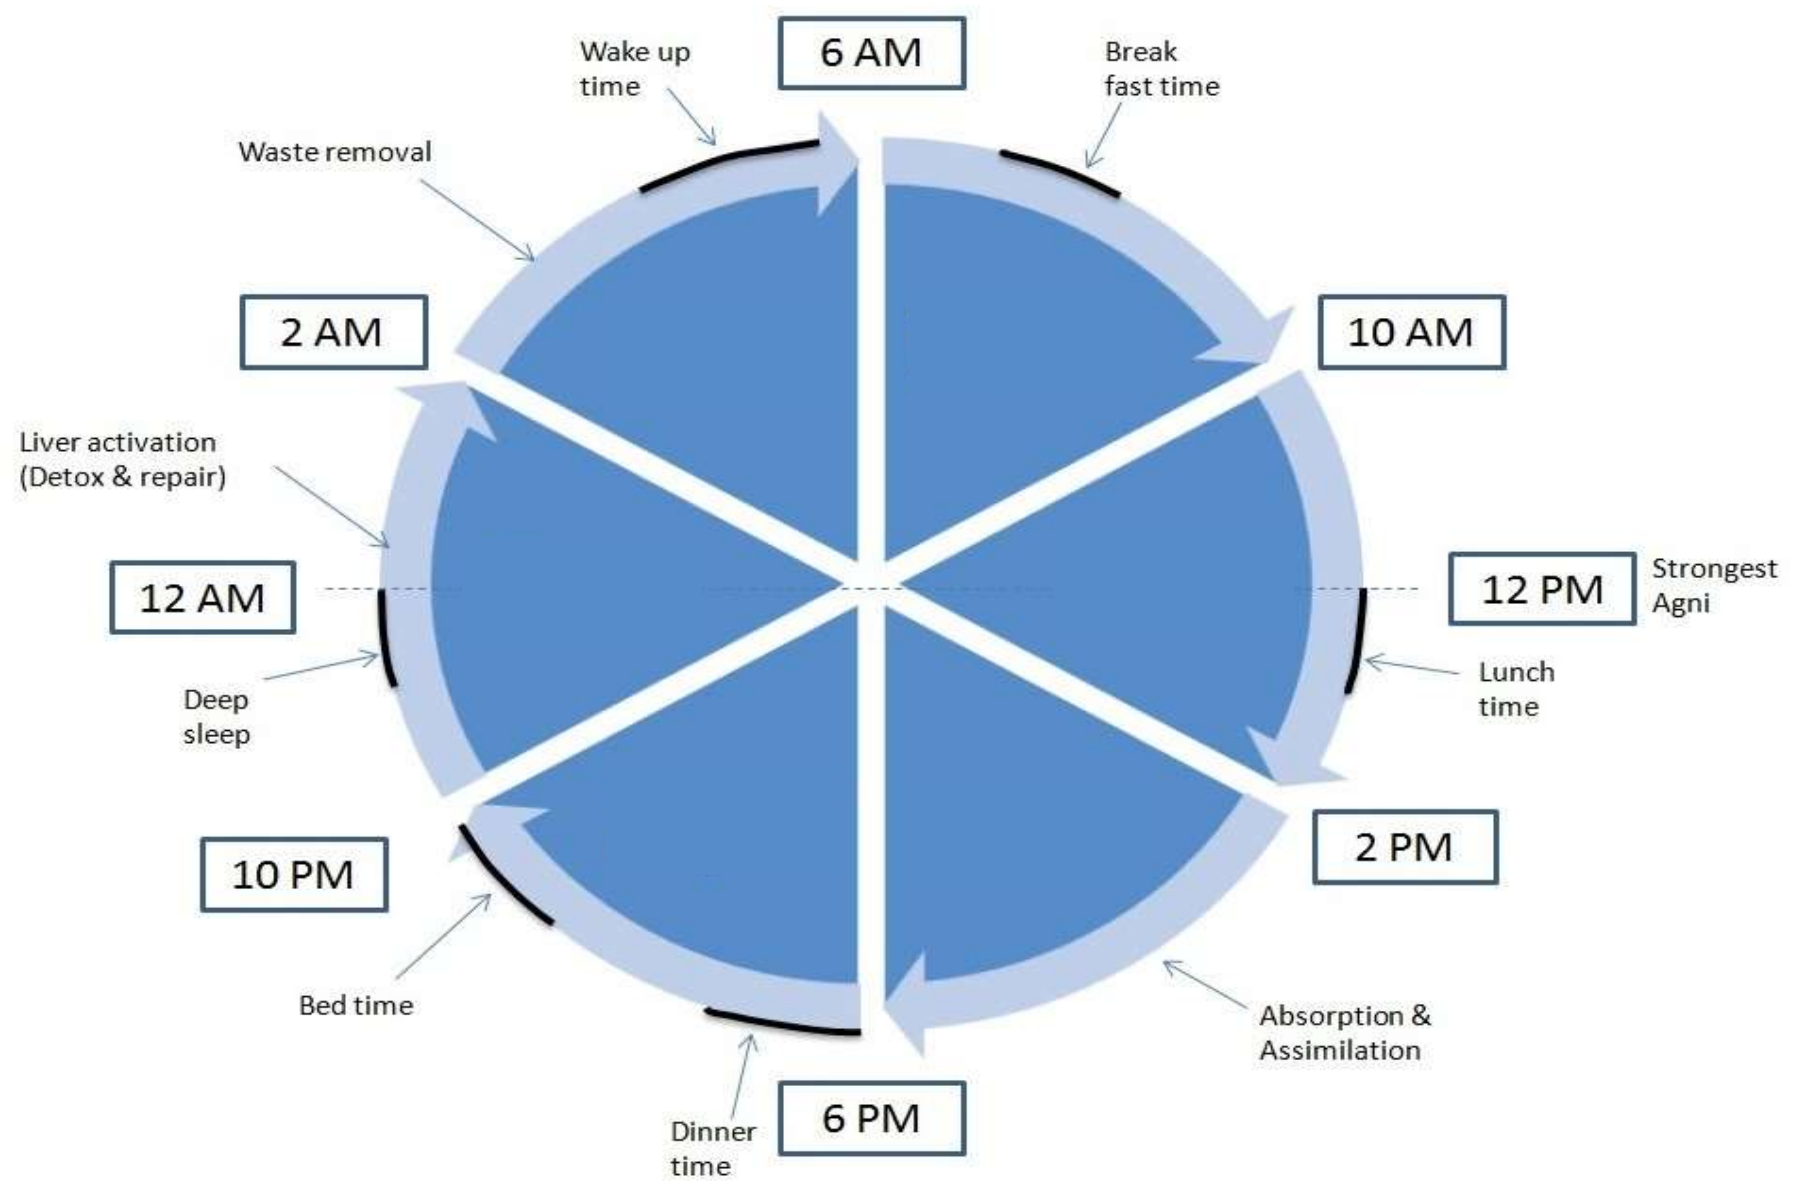 6 AM
Wake up
time
Break
fast time
Waste removal
2 AM
10 AM
Liver activation
(Detox & repair)
12 AM
12 PM
Strongest
Agni
Deep
sleep
Lunch
time
10 PM
2 PM
Bed time
Absorption &
Assimilation
6 PM
Dinner
time